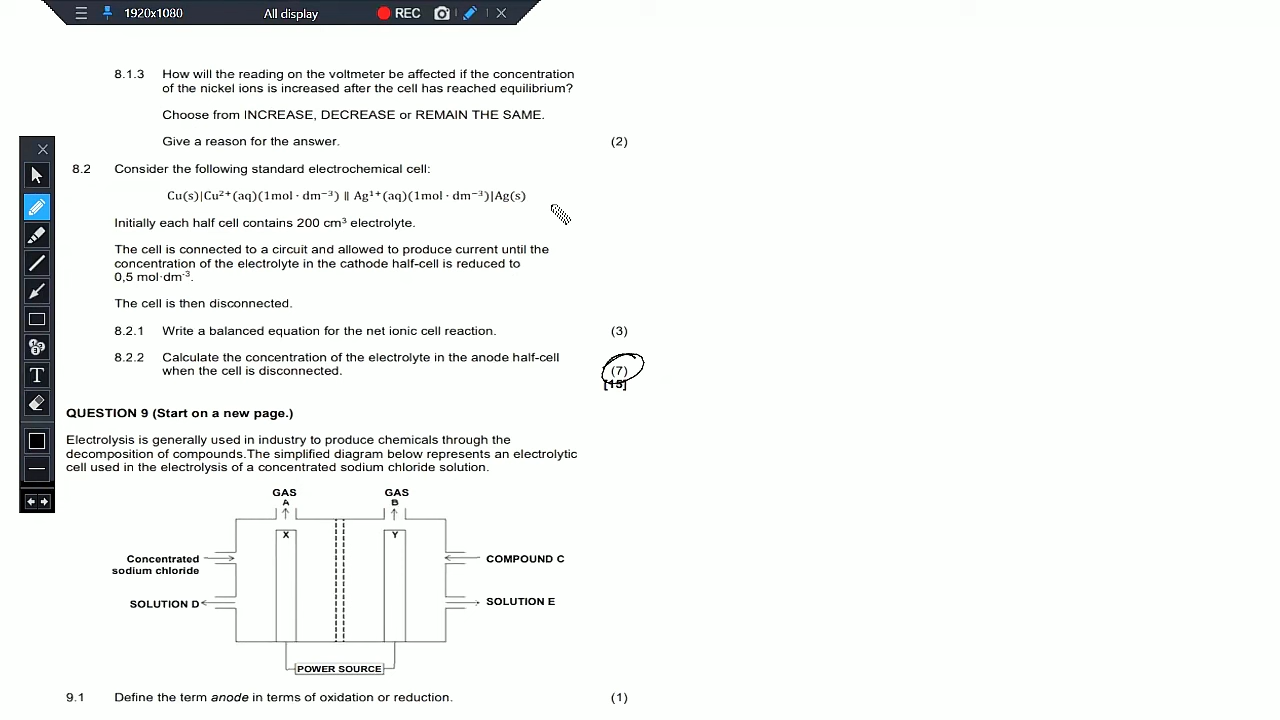 1920x1080 All display REC
8.1.3 How will the reading on the voltmeter be affected if the concentration
of the nickel ions is increased after the cell has reached equilibrium?
Choose from INCREASE, DECREASE or REMAIN THE SAME.
Give a reason for the answer. (2)
8.2 Consider the following standard electrochemical cell:
Cu(s)|Cu²⁺(aq)(1mol · dm⁻³) ‖ Ag¹⁺(aq)(1mol · dm⁻³)|Ag(s)
Initially each half cell contains 200 cm³ electrolyte.
The cell is connected to a circuit and allowed to produce current until the
concentration of the electrolyte in the cathode half-cell is reduced to
0,5 mol·dm⁻³.
The cell is then disconnected.
8.2.1 Write a balanced equation for the net ionic cell reaction. (3)
8.2.2 Calculate the concentration of the electrolyte in the anode half-cell
when the cell is disconnected. (7)
[15]
QUESTION 9 (Start on a new page.)
Electrolysis is generally used in industry to produce chemicals through the
decomposition of compounds.The simplified diagram below represents an electrolytic
cell used in the electrolysis of a concentrated sodium chloride solution.
GAS GAS
A B
X Y
Concentrated
sodium chloride
COMPOUND C
SOLUTION D
SOLUTION E
POWER SOURCE
9.1 Define the term anode in terms of oxidation or reduction. (1)
T